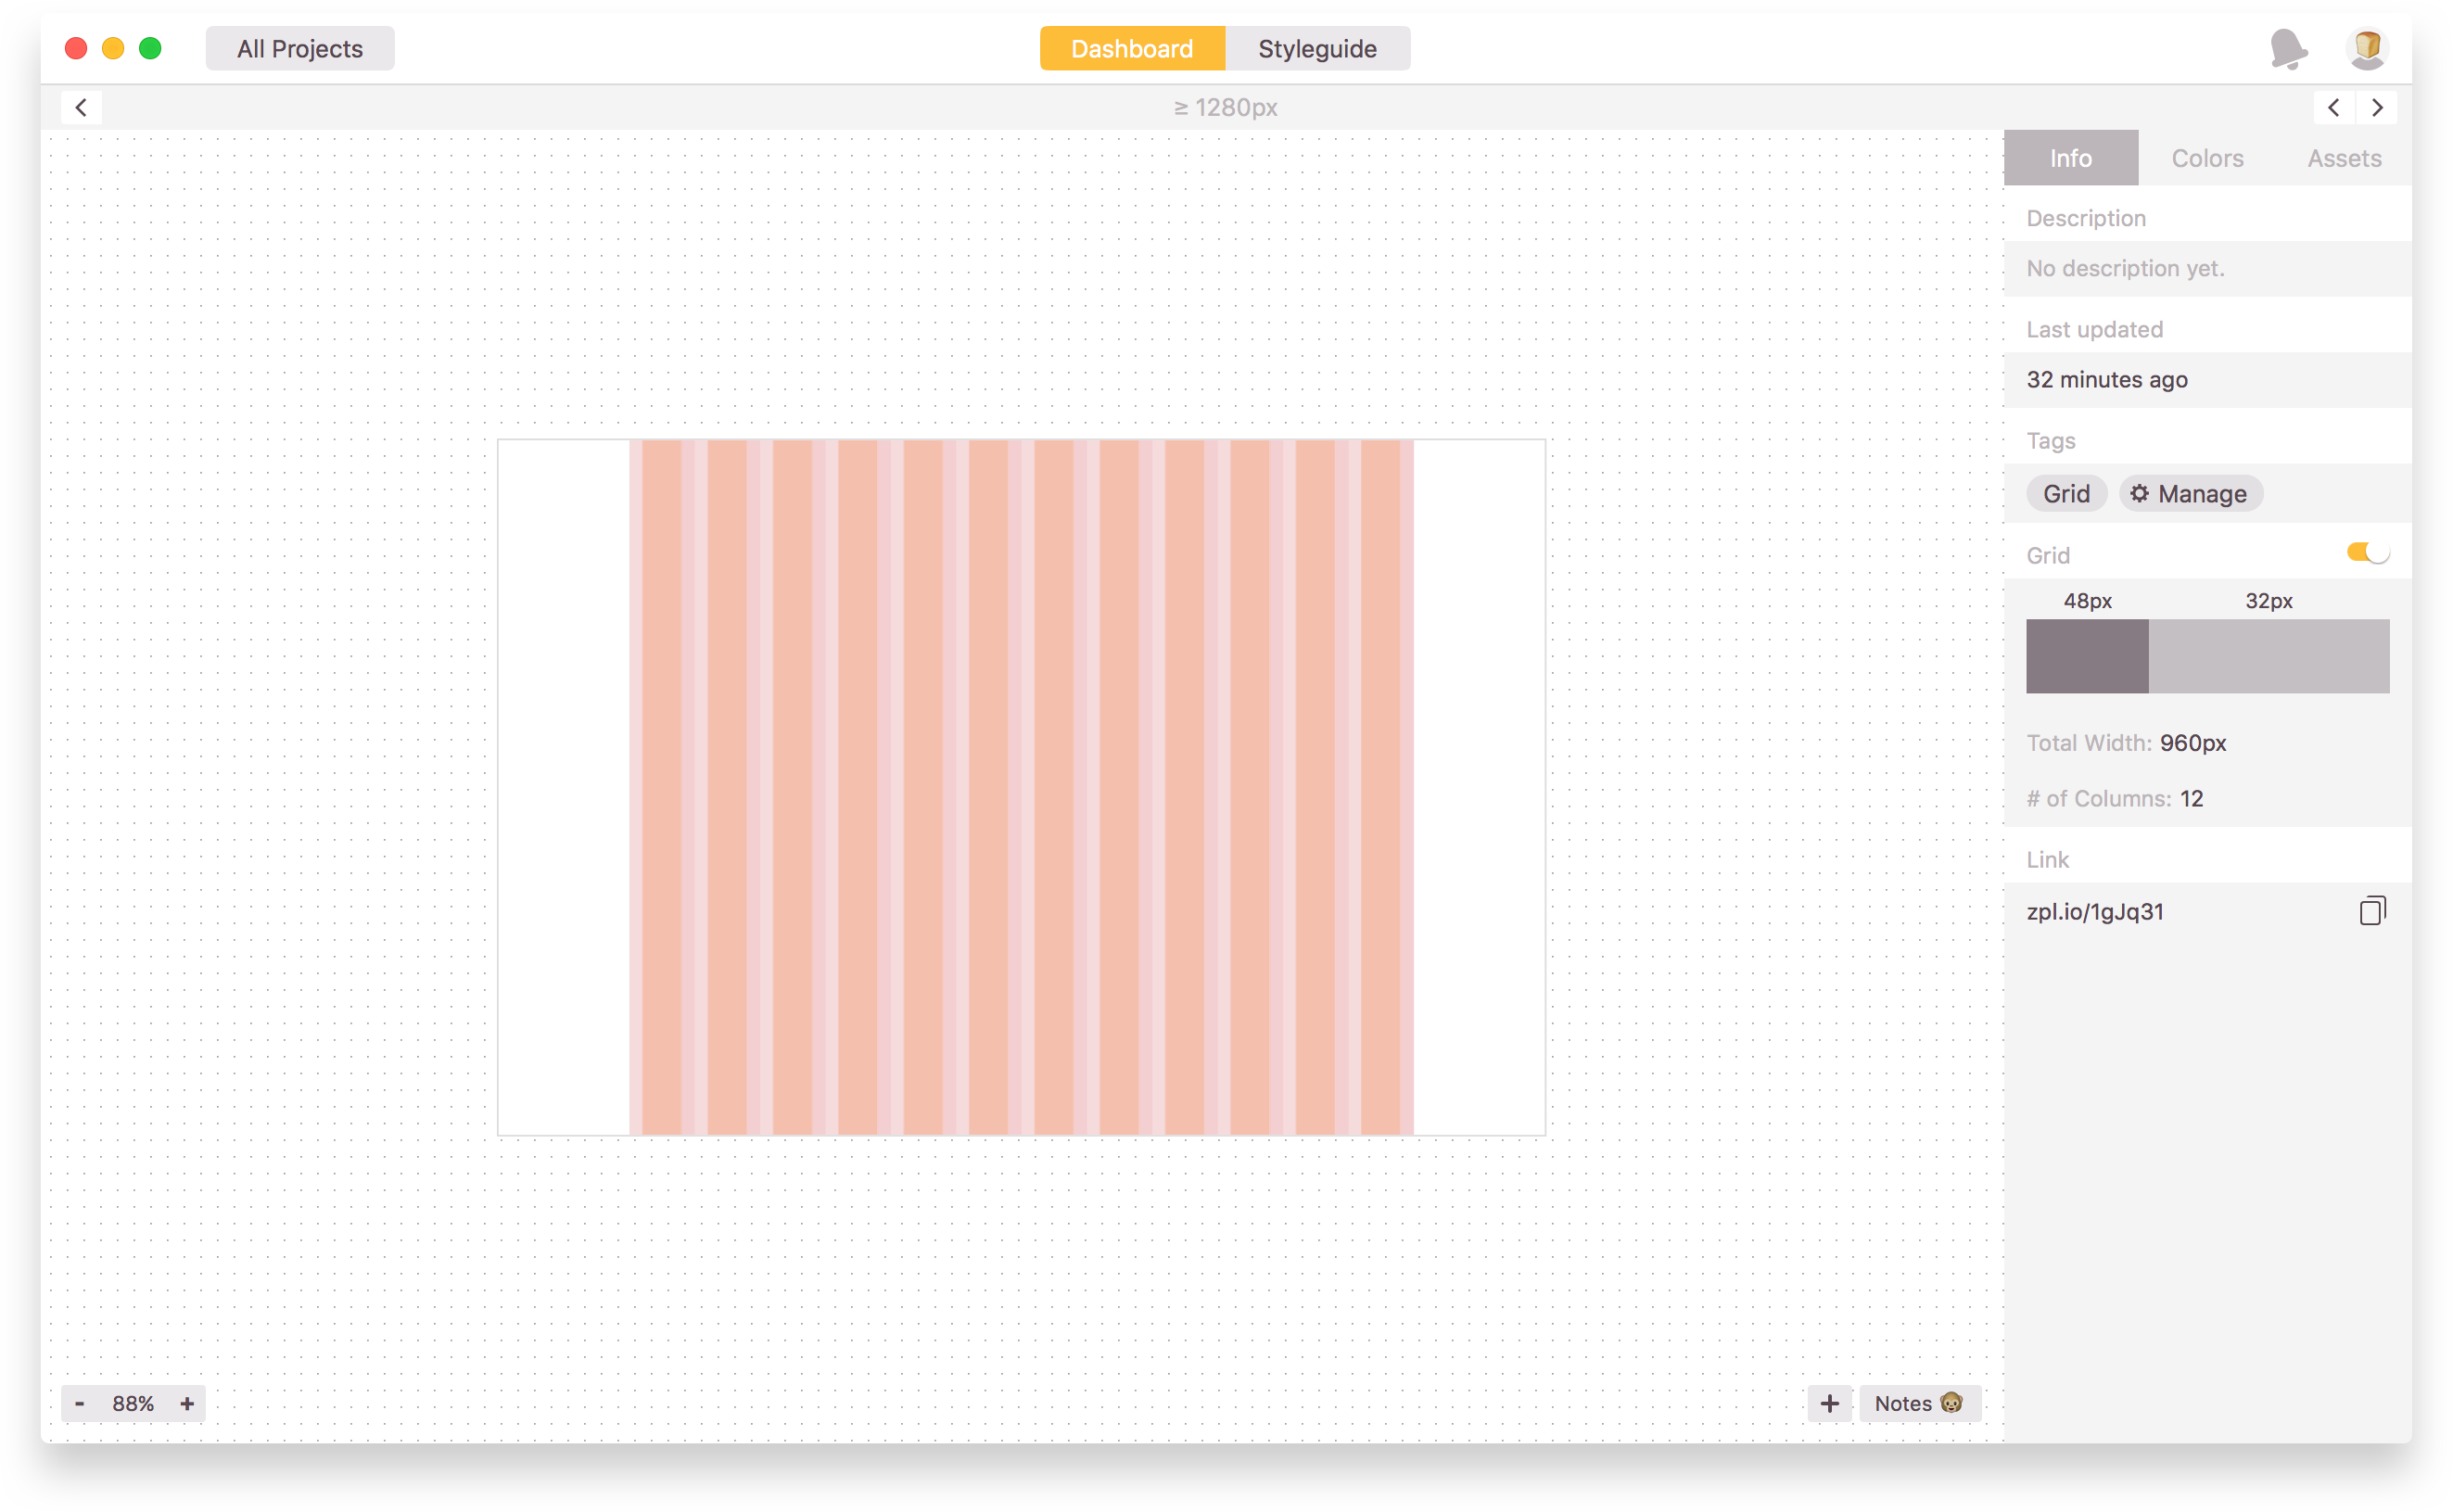 All Projects
Dashboard
Styleguide
≥ 1280px
Info
Colors
Assets
Description
No description yet.
Last updated
32 minutes ago
Tags
Grid
Manage
Grid
48px
32px
Total Width: 960px
# of Columns: 12
Link
zpl.io/1gJq31
- 88% +
+
Notes 🐵